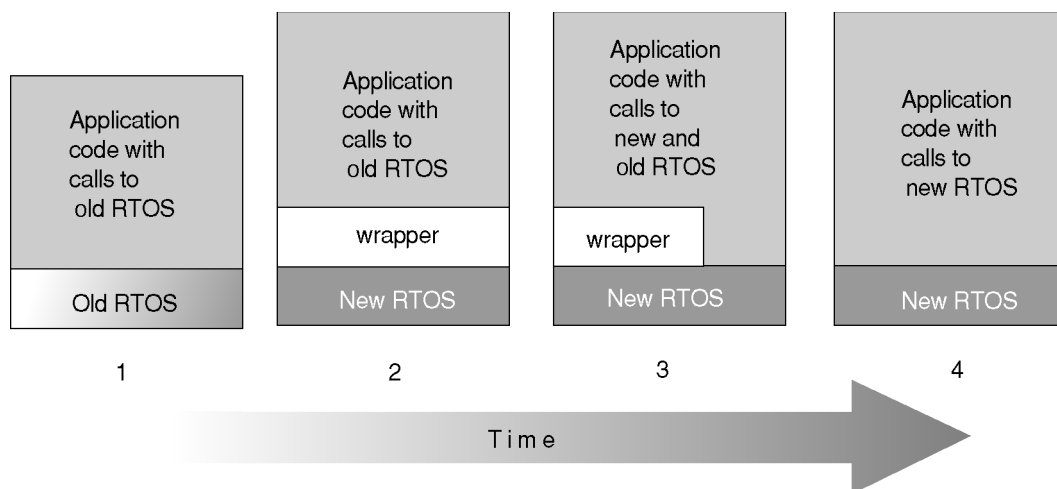 Application
code with
calls to
old RTOS
Old RTOS
1
Application
code with
calls to
old RTOS
wrapper
New RTOS
2
Application
code with
calls to
new and
old RTOS
wrapper
New RTOS
3
Application
code with
calls to
new RTOS
New RTOS
4
Time